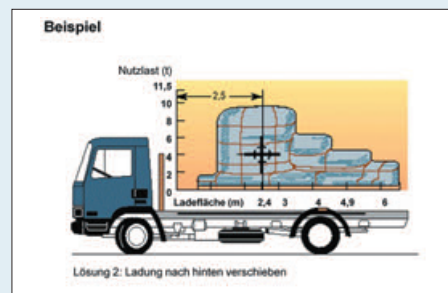 Beispiel
Nutzlast (t)
11,5
10
8
6
4
2
0
2,5
Ladefläche (m) 2,4 3 4 4,9 6
Lösung 2: Ladung nach hinten verschieben